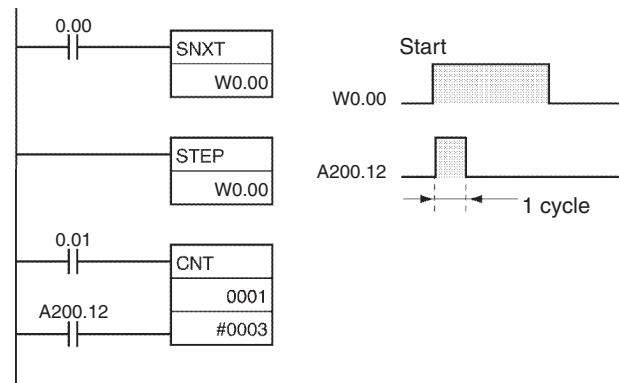 0.00
SNXT
W0.00
STEP
W0.00
0.01
CNT
0001
A200.12
#0003
Start
W0.00
A200.12
1 cycle